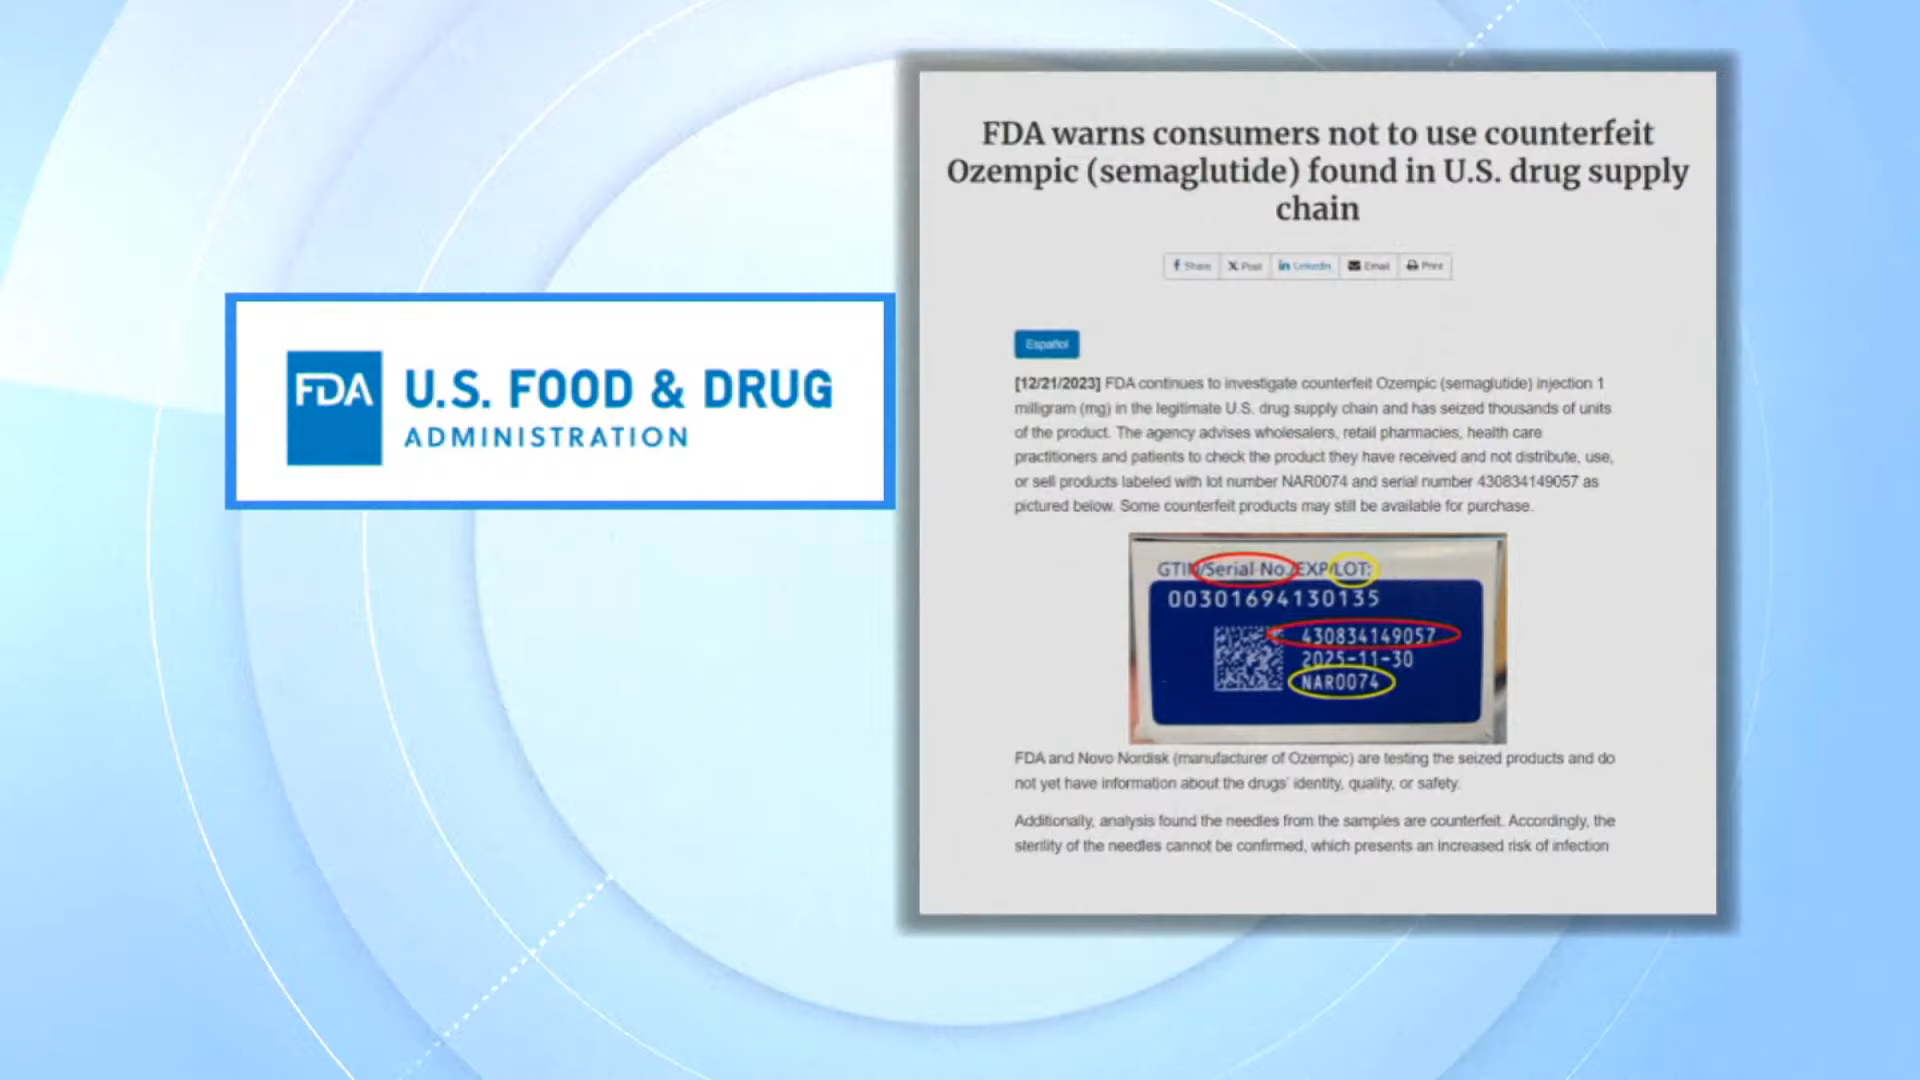 FDA
U.S. FOOD & DRUG
ADMINISTRATION
FDA warns consumers not to use counterfeit
Ozempic (semaglutide) found in U.S. drug supply
chain
Share Post LinkedIn Email Print
Español
[12/21/2023] FDA continues to investigate counterfeit Ozempic (semaglutide) injection 1
milligram (mg) in the legitimate U.S. drug supply chain and has seized thousands of units
of the product. The agency advises wholesalers, retail pharmacies, health care
practitioners and patients to check the product they have received and not distribute, use,
or sell products labeled with lot number NAR0074 and serial number 430834149057 as
pictured below. Some counterfeit products may still be available for purchase.
GTIN/Serial No./EXP/LOT:
00301694130135
430834149057
2025-11-30
NAR0074
FDA and Novo Nordisk (manufacturer of Ozempic) are testing the seized products and do
not yet have information about the drugs' identity, quality, or safety.
Additionally, analysis found the needles from the samples are counterfeit. Accordingly, the
sterility of the needles cannot be confirmed, which presents an increased risk of infection